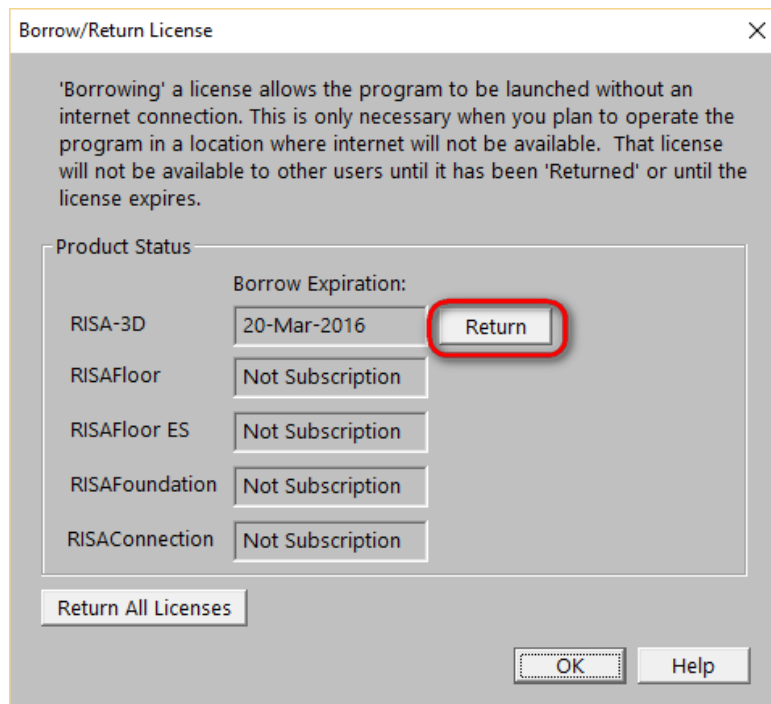 Borrow/Return License
'Borrowing' a license allows the program to be launched without an
internet connection. This is only necessary when you plan to operate the
program in a location where internet will not be available.  That license
will not be available to other users until it has been 'Returned' or until the
license expires.
Product Status
Borrow Expiration:
RISA-3D 20-Mar-2016 Return
RISAFloor Not Subscription
RISAFloor ES Not Subscription
RISAFoundation Not Subscription
RISAConnection Not Subscription
Return All Licenses
OK Help